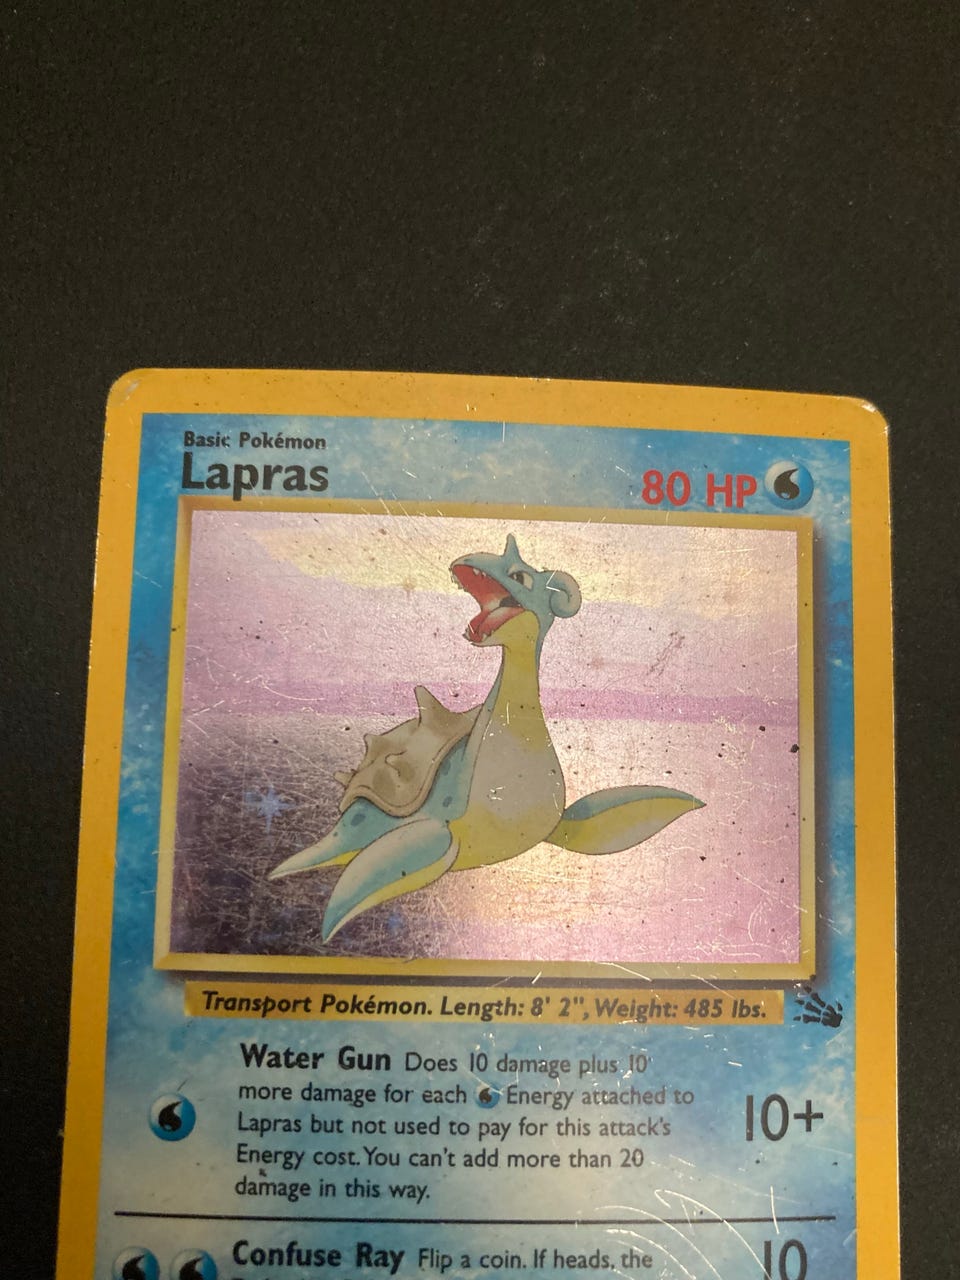 Basic Pokémon
Lapras
80 HP
Transport Pokémon. Length: 8' 2", Weight: 485 lbs.
Water Gun Does 10 damage plus 10
more damage for each Energy attached to
Lapras but not used to pay for this attack's
Energy cost. You can't add more than 20
damage in this way.
10+
Confuse Ray Flip a coin. If heads, the
10